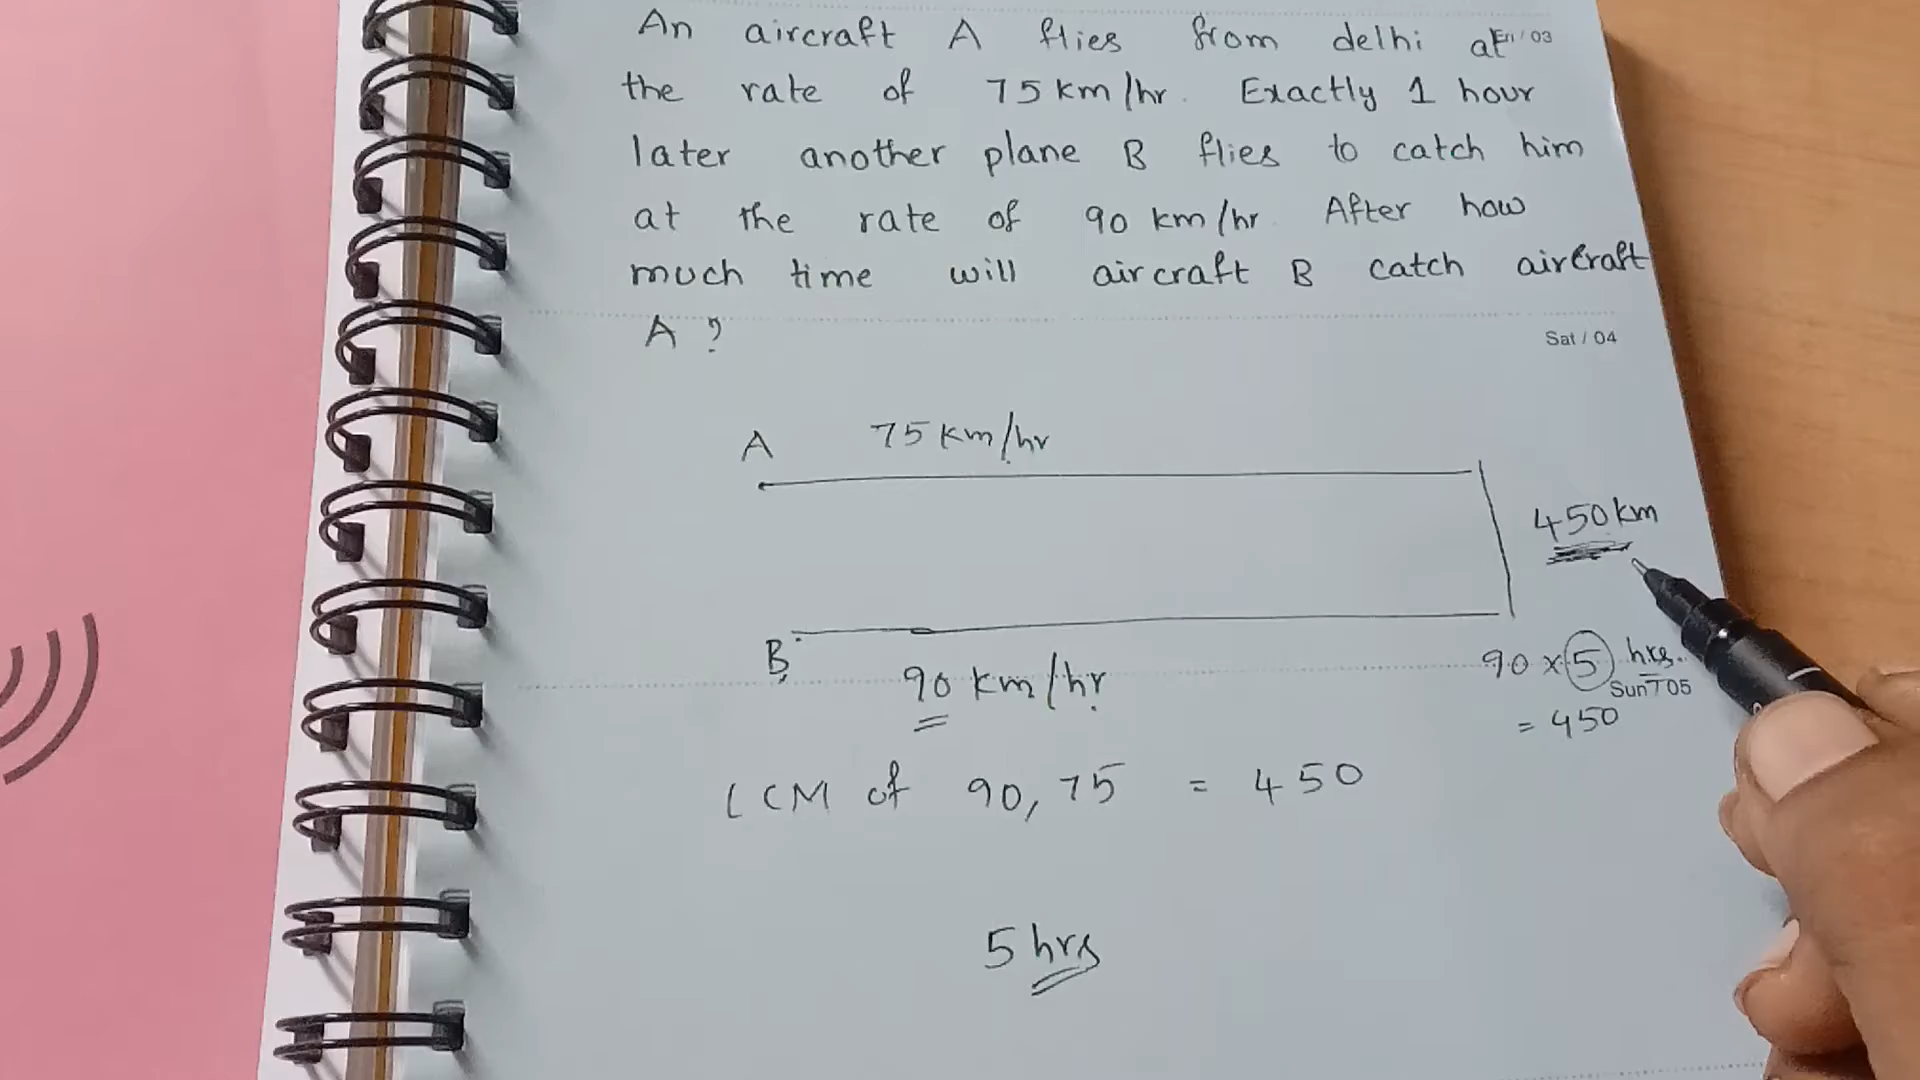 An aircraft A flies from delhi at Fri / 03
the rate of 75 km/hr. Exactly 1 hour
later another plane B flies to catch him
at the rate of 90 km/hr. After how
much time will aircraft B catch aircraft
A ?
Sat / 04
A 75 km/hr
450 km
B
90 km/hr
90 × 5 hrs.
Sun / 05
= 450
LCM of 90, 75 = 450
5 hrs